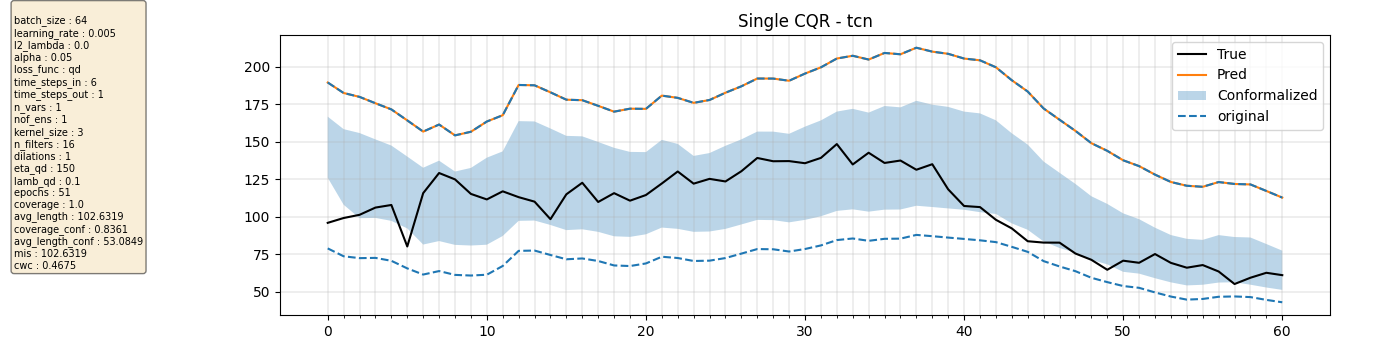 batch_size : 64
learning_rate : 0.005
l2_lambda : 0.0
alpha : 0.05
loss_func : qd
time_steps_in : 6
time_steps_out : 1
n_vars : 1
nof_ens : 1
kernel_size : 3
n_filters : 16
dilations : 1
eta_qd : 150
lamb_qd : 0.1
epochs : 51
coverage : 1.0
avg_length : 102.6319
coverage_conf : 0.8361
avg_length_conf : 53.0849
mis : 102.6319
cwc : 0.4675
Single CQR - tcn
200
175
150
125
100
75
50
True
Pred
Conformalized
original
0 10 20 30 40 50 60